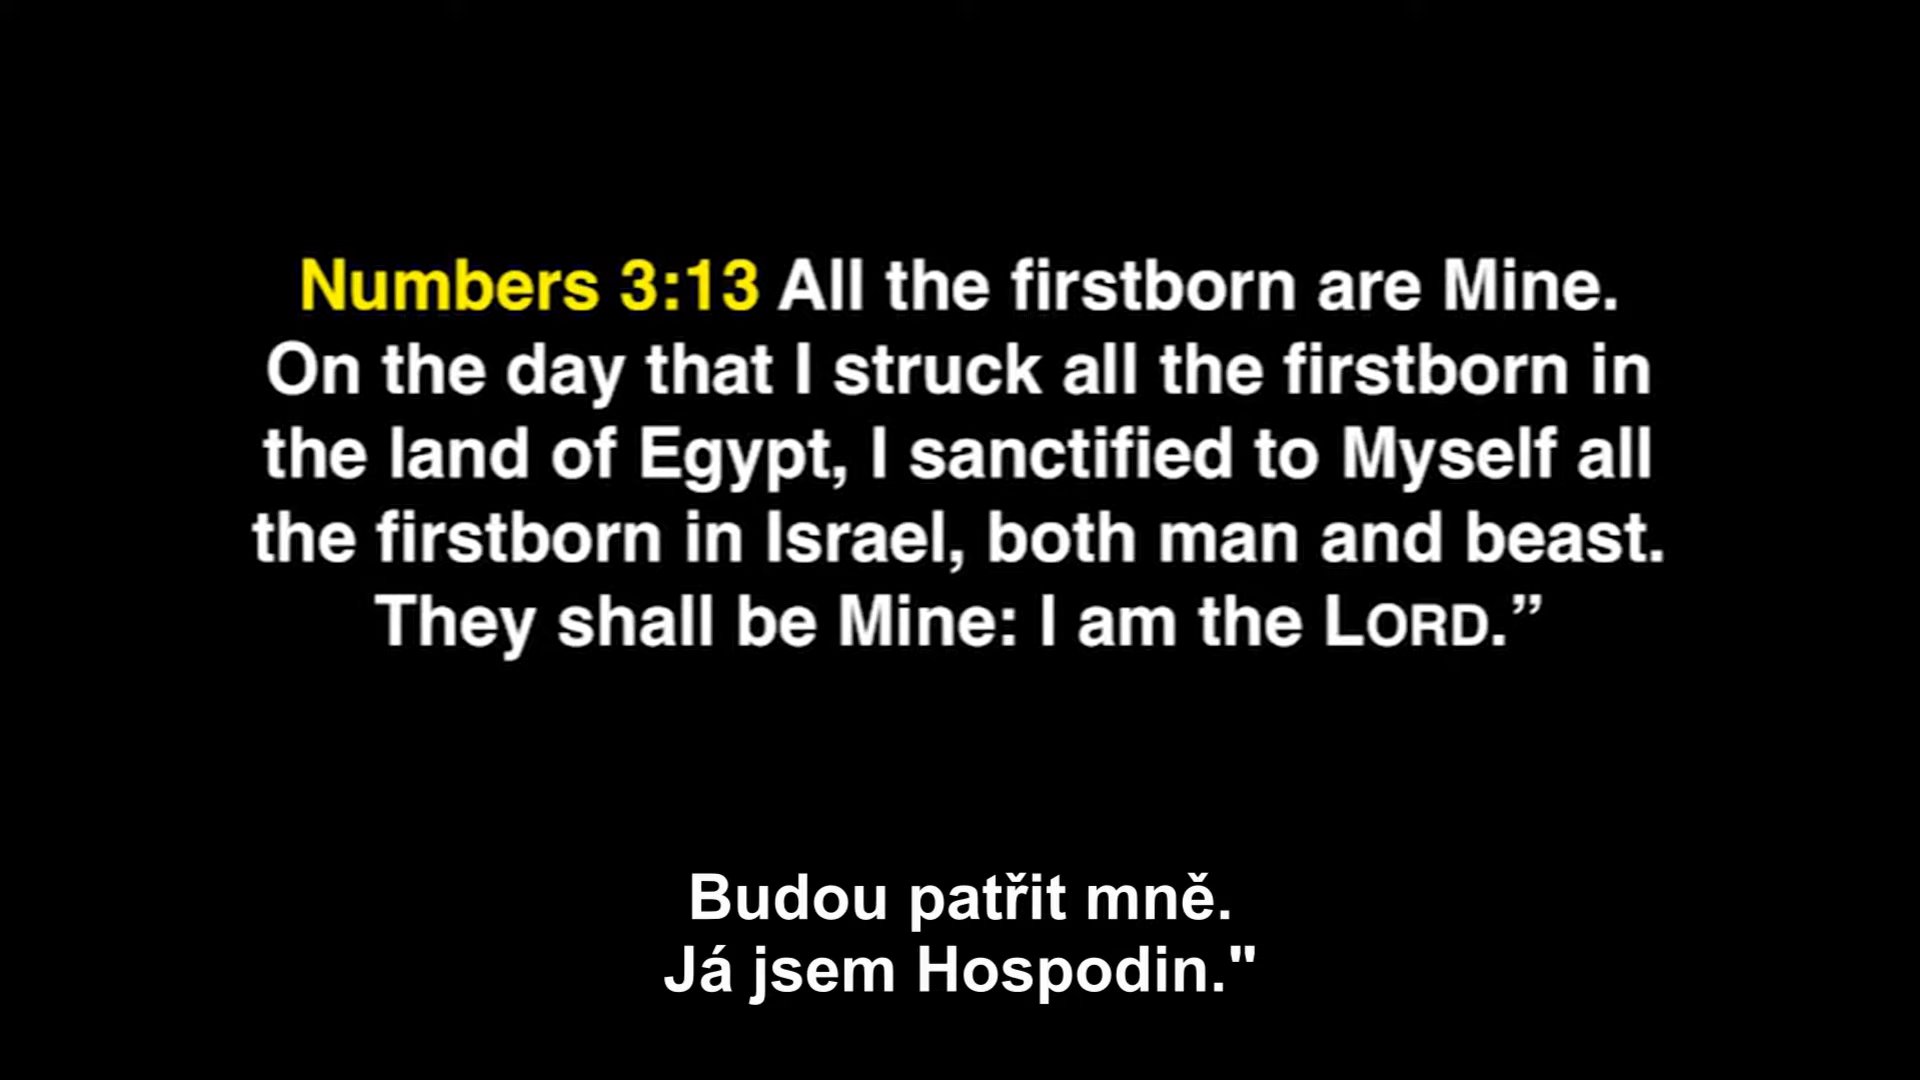 Numbers 3:13 All the firstborn are Mine.
On the day that I struck all the firstborn in
the land of Egypt, I sanctified to Myself all
the firstborn in Israel, both man and beast.
They shall be Mine: I am the LORD.”
Budou patřit mně.
Já jsem Hospodin."